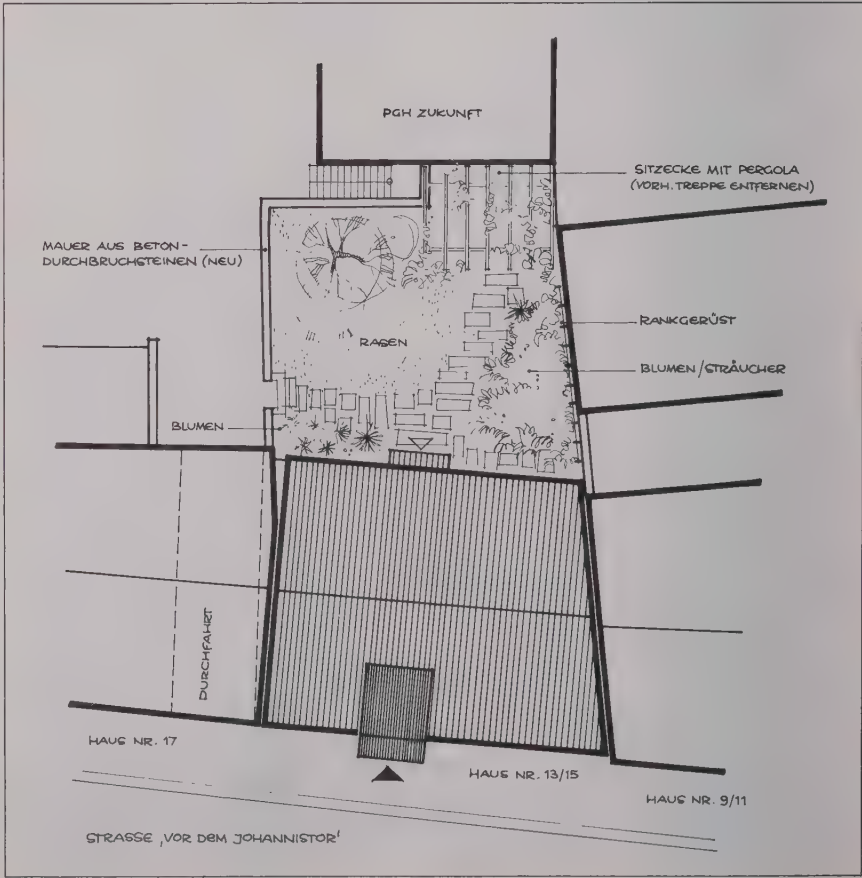 PGH ZUKUNFT
SITZECKE MIT PERGOLA
(VORH. TREPPE ENTFERNEN)
MAUER AUS BETON-
DURCHBRUCHSTEINEN (NEU)
RANKGERÜST
RASEN
BLUMEN/STRÄUCHER
BLUMEN
DURCHFAHRT
HAUS NR. 17
HAUS NR. 13/15
HAUS NR. 9/11
STRASSE ‚VOR DEM JOHANNISTOR'